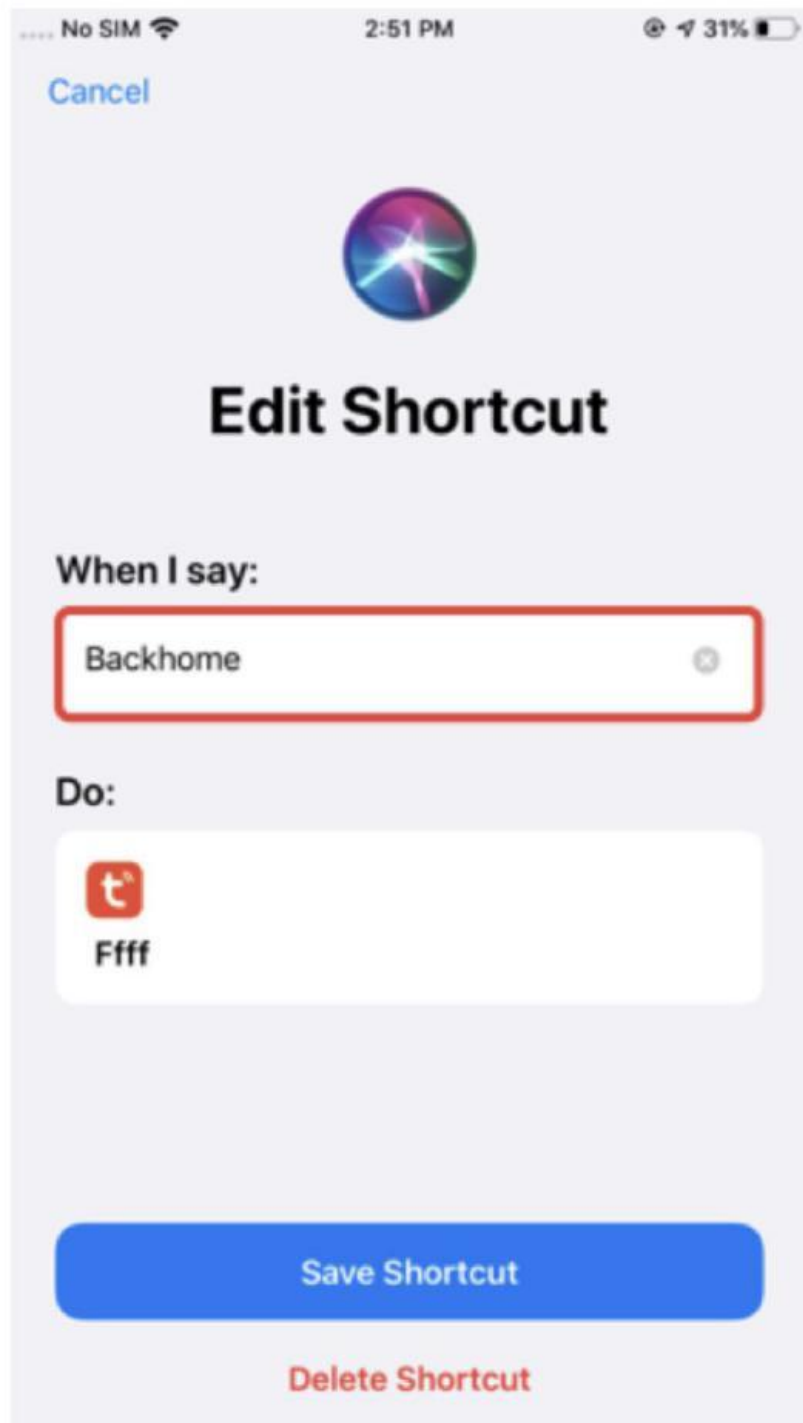 No SIM 2:51 PM 31%
Cancel
Edit Shortcut
When I say:
Backhome
Do:
t
Ffff
Save Shortcut
Delete Shortcut